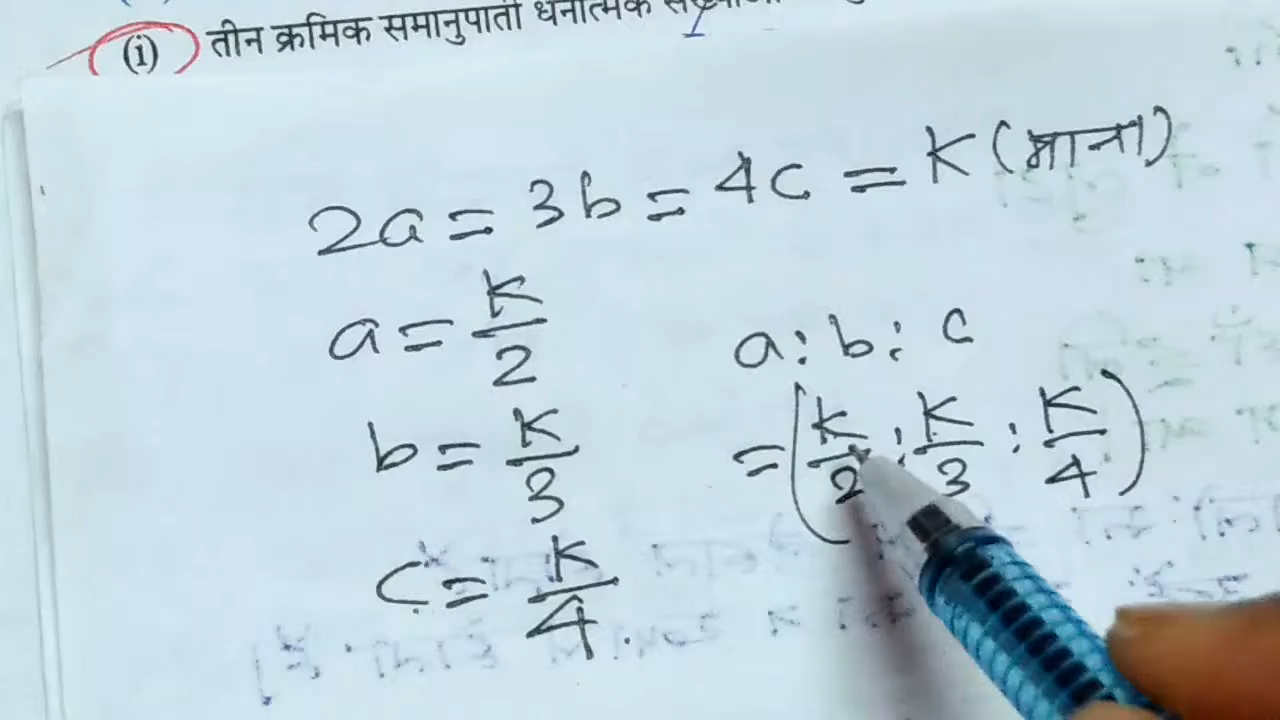 (i) तीन क्रमिक समानुपाती धनात्मक
2a = 3b = 4c = K (माना)
a = K/2
a : b : c
b = K/3
= (K/2 : K/3 : K/4)
c = K/4.